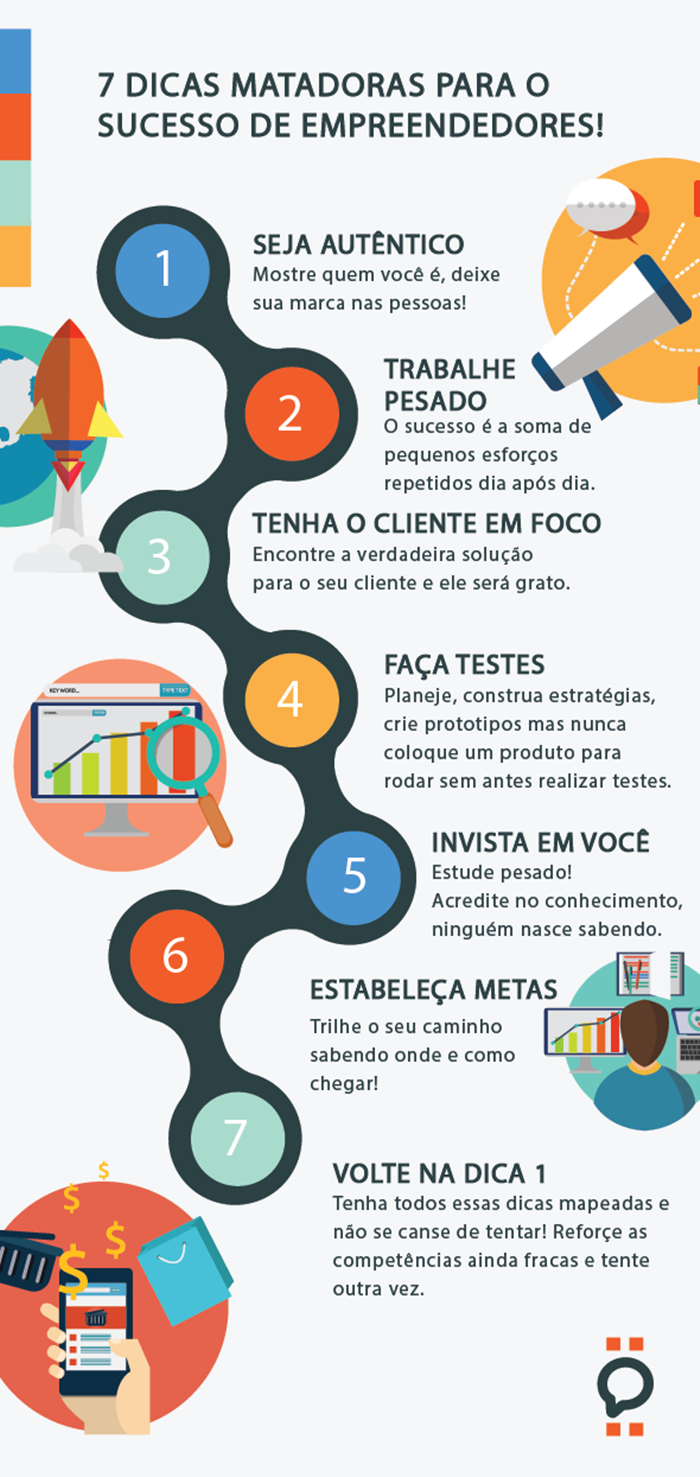 7 DICAS MATADORAS PARA O
SUCESSO DE EMPREENDEDORES!
1
SEJA AUTÊNTICO
Mostre quem você é, deixe
sua marca nas pessoas!
2
TRABALHE
PESADO
O sucesso é a soma de
pequenos esforços
repetidos dia após dia.
3
TENHA O CLIENTE EM FOCO
Encontre a verdadeira solução
para o seu cliente e ele será grato.
4
FAÇA TESTES
Planeje, construa estratégias,
crie prototipos mas nunca
coloque um produto para
rodar sem antes realizar testes.
KEY WORD... TYPE TEXT
5
INVISTA EM VOCÊ
Estude pesado!
Acredite no conhecimento,
ninguém nasce sabendo.
6
ESTABELEÇA METAS
Trilhe o seu caminho
sabendo onde e como
chegar!
7
VOLTE NA DICA 1
Tenha todos essas dicas mapeadas e
não se canse de tentar! Reforçe as
competências ainda fracas e tente
outra vez.
$
$
$
$